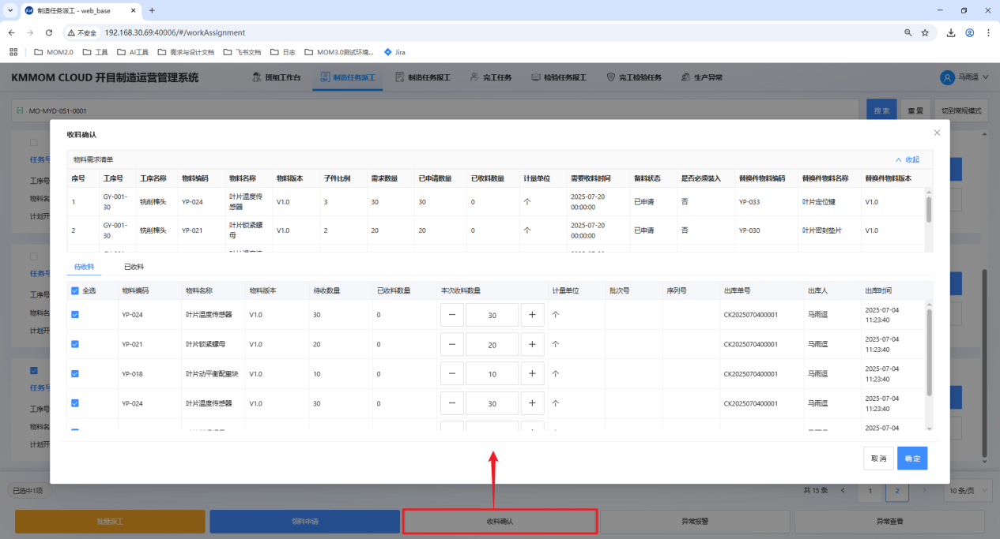 制造任务派工 - web_base
不安全 192.168.30.69:40006/#/workAssignment
MOM2.0 工具 AI工具 需求与设计文档 飞书文档 日志 MOM3.0测试环境... Jira
KMMOM CLOUD 开目制造运营管理系统 班组工作台 制造任务派工 制造任务报工 完工任务 检验任务报工 完工检验任务 生产异常 马雨逗
MO-MYD-051-0001 搜 索 重 置 切到常规模式
收料确认
物料需求清单 收起
序号 工序号 工序名称 物料编码 物料名称 物料版本 子件比例 需求数量 已申请数量 已收料数量 计量单位 需要收料时间 备料状态 是否必须装入 替换件物料编码 替换件物料名称 替换件物料版本
1 GY-001-30 铣削榫头 YP-024 叶片温度传感器 V1.0 3 30 30 0 个 2025-07-20 00:00:00 已申请 否 YP-033 叶片定位键 V1.0
2 GY-001-30 铣削榫头 YP-021 叶片锁紧螺母 V1.0 2 20 20 0 个 2025-07-20 00:00:00 已申请 否 YP-030 叶片密封垫片 V1.0
待收料 已收料
全选 物料编码 物料名称 物料版本 待收数量 已收料数量 本次收料数量 计量单位 批次号 序列号 出库单号 出库人 出库时间
YP-024 叶片温度传感器 V1.0 30 0 − 30 + 个 CK2025070400001 马雨逗 2025-07-04 11:23:40
YP-021 叶片锁紧螺母 V1.0 20 0 − 20 + 个 CK2025070400001 马雨逗 2025-07-04 11:23:40
YP-018 叶片动平衡配重块 V1.0 10 0 − 10 + 个 CK2025070400001 马雨逗 2025-07-04 11:23:40
YP-024 叶片温度传感器 V1.0 30 0 − 30 + 个 CK2025070400001 马雨逗 2025-07-04 11:23:40
2025-07-04
取 消 确 定
任务号
工序号
物料名
计划开
任务号
工序号
物料名
计划开
任务号
工序号
物料名
计划开
已选中1项 共 15 条 < 1 2 > 10 条/页
批量派工 领料申请 收料确认 异常报警 异常查看